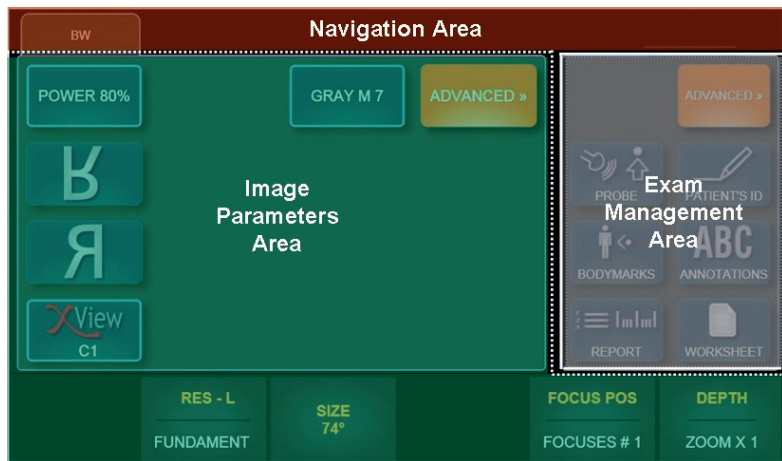 BW
Navigation Area
POWER 80%
GRAY M 7
ADVANCED »
ADVANCED »
Image
Parameters
Area
Exam
Management
Area
PROBE
PATIENT'S ID
ABC
BODYMARKS
ANNOTATIONS
XView
C1
REPORT
WORKSHEET
RES - L
FUNDAMENT
SIZE
74°
FOCUS POS
FOCUSES # 1
DEPTH
ZOOM X 1